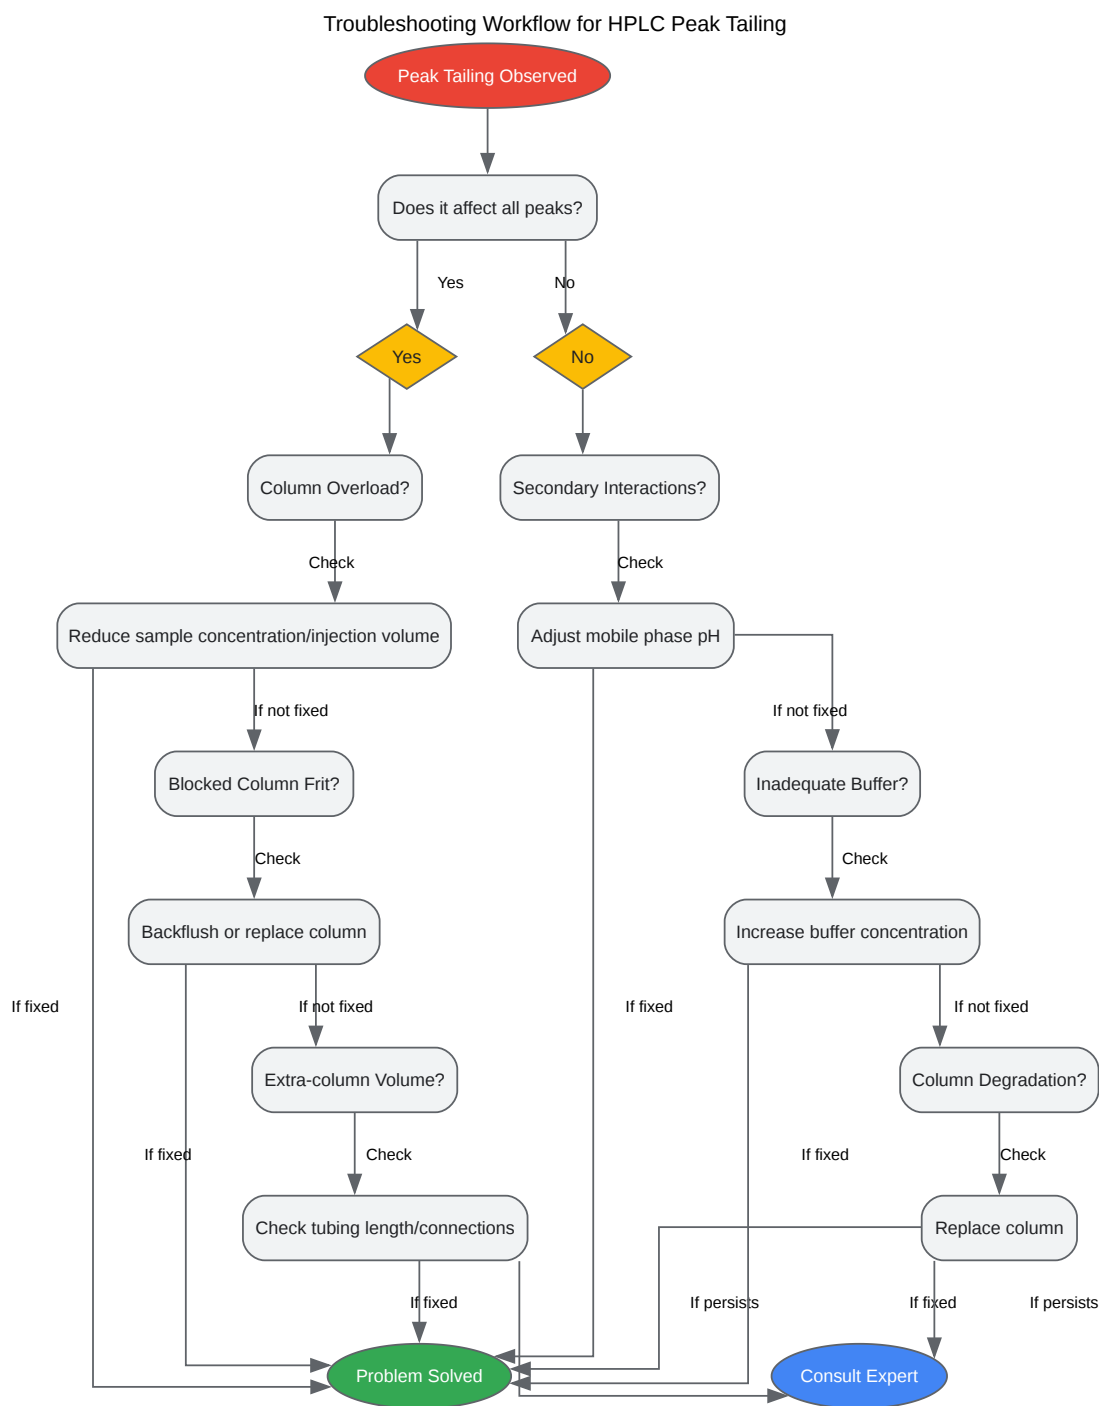 Troubleshooting Workflow for HPLC Peak Tailing
Peak Tailing Observed
Does it affect all peaks?
Yes
No
Yes
No
Column Overload?
Secondary Interactions?
Check
Check
Reduce sample concentration/injection volume
Adjust mobile phase pH
If not fixed
If not fixed
Blocked Column Frit?
Inadequate Buffer?
Check
Check
Backflush or replace column
Increase buffer concentration
If fixed
If not fixed
If fixed
If not fixed
Extra-column Volume?
Column Degradation?
If fixed
Check
If fixed
Check
Check tubing length/connections
Replace column
If fixed
If persists
If fixed
If persists
Problem Solved
Consult Expert